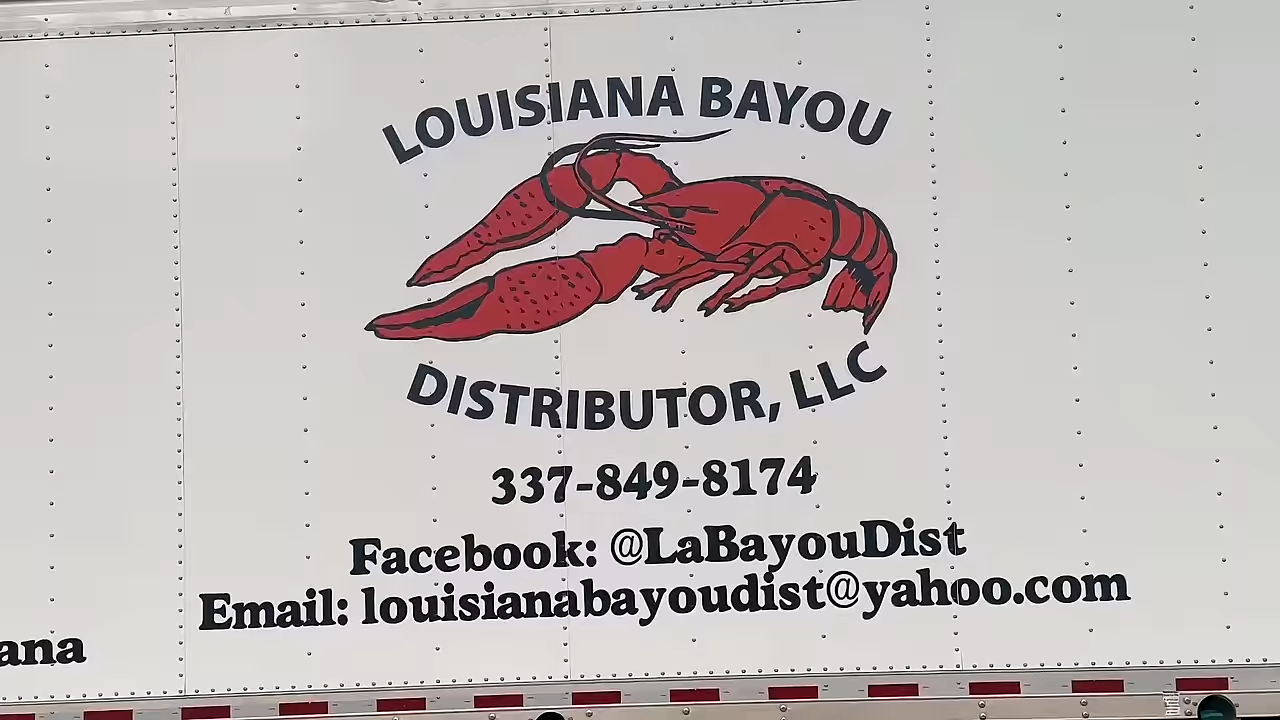 LOUISIANA BAYOU
DISTRIBUTOR, LLC
337-849-8174
Facebook: @LaBayouDist
Email: louisianabayoudist@yahoo.com
ana